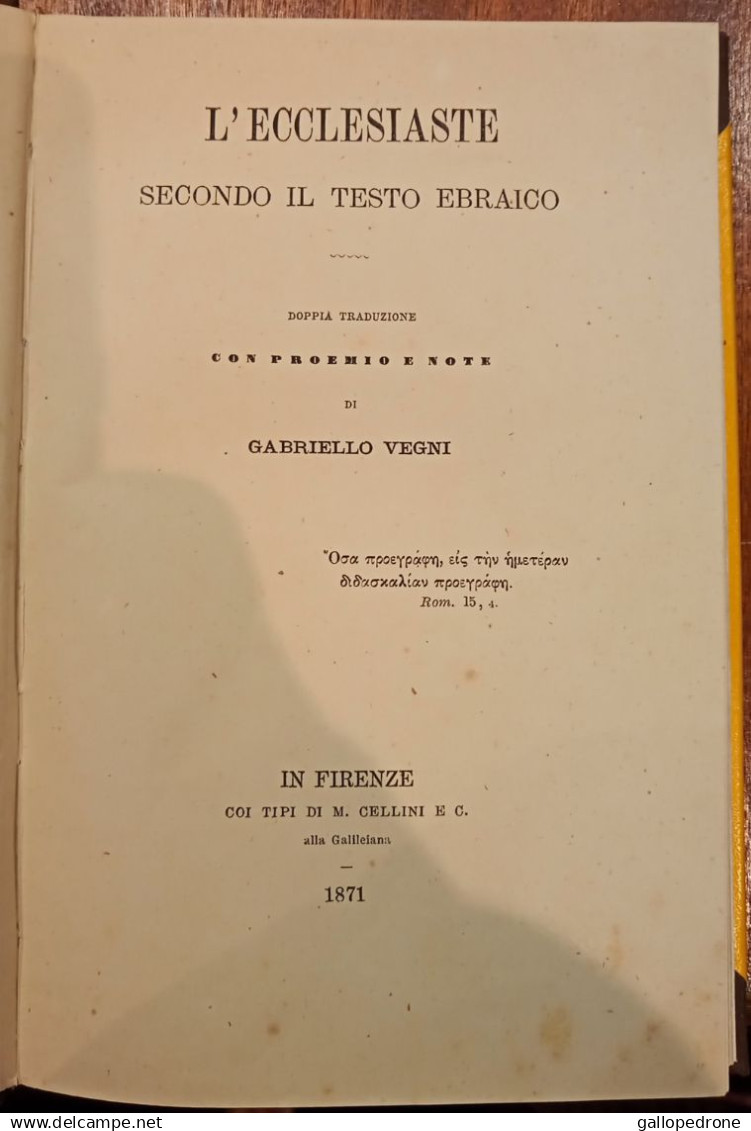 L'ECCLESIASTE
SECONDO IL TESTO EBRAICO
DOPPIA TRADUZIONE
CON PROEMIO E NOTE
DI
GABRIELLO VEGNI
Ὅσα προεγράφη, εἰς τὴν ἡμετέραν
διδασκαλίαν προεγράφη.
Rom. 15, 4.
IN FIRENZE
COI TIPI DI M. CELLINI E C.
alla Galileiana
—
1871
www.delcampe.net
gallopedrone